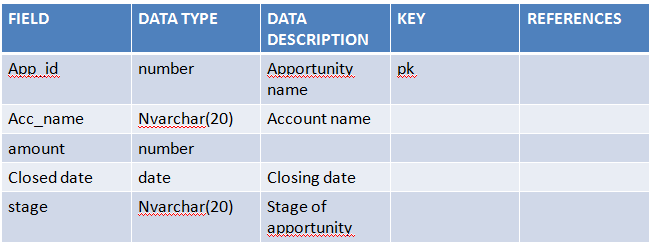 FIELD DATA TYPE DATA DESCRIPTION KEY REFERENCES
App_id number Apportunity name pk
Acc_name Nvarchar(20) Account name
amount number
Closed date date Closing date
stage Nvarchar(20) Stage of apportunity